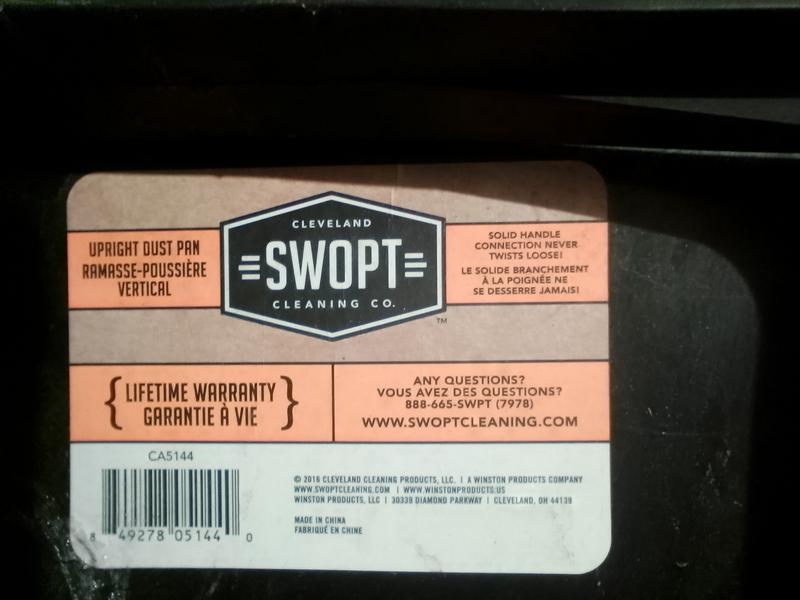 CLEVELAND
SWOPT
CLEANING CO.
TM
UPRIGHT DUST PAN
RAMASSE-POUSSIÈRE
VERTICAL
SOLID HANDLE
CONNECTION NEVER
TWISTS LOOSE!
LE SOLIDE BRANCHEMENT
À LA POIGNÉE NE
SE DESSERRE JAMAIS!
LIFETIME WARRANTY
GARANTIE À VIE
ANY QUESTIONS?
VOUS AVEZ DES QUESTIONS?
888-665-SWPT (7978)
WWW.SWOPTCLEANING.COM
CA5144
8 49278 05144 0
© 2016 CLEVELAND CLEANING PRODUCTS, LLC. | A WINSTON PRODUCTS COMPANY
WWW.SWOPTCLEANING.COM | WWW.WINSTONPRODUCTS.US
WINSTON PRODUCTS, LLC | 30339 DIAMOND PARKWAY | CLEVELAND, OH 44139
MADE IN CHINA
FABRIQUÉ EN CHINE